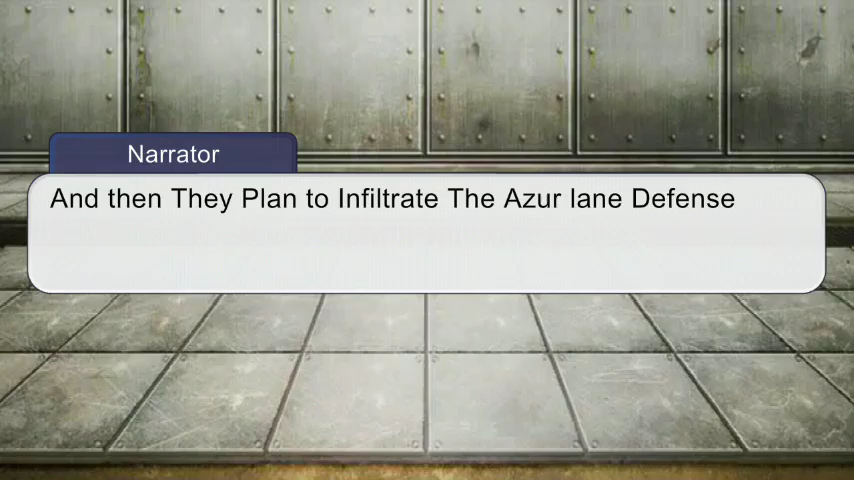 Narrator
And then They Plan to Infiltrate The Azur lane Defense